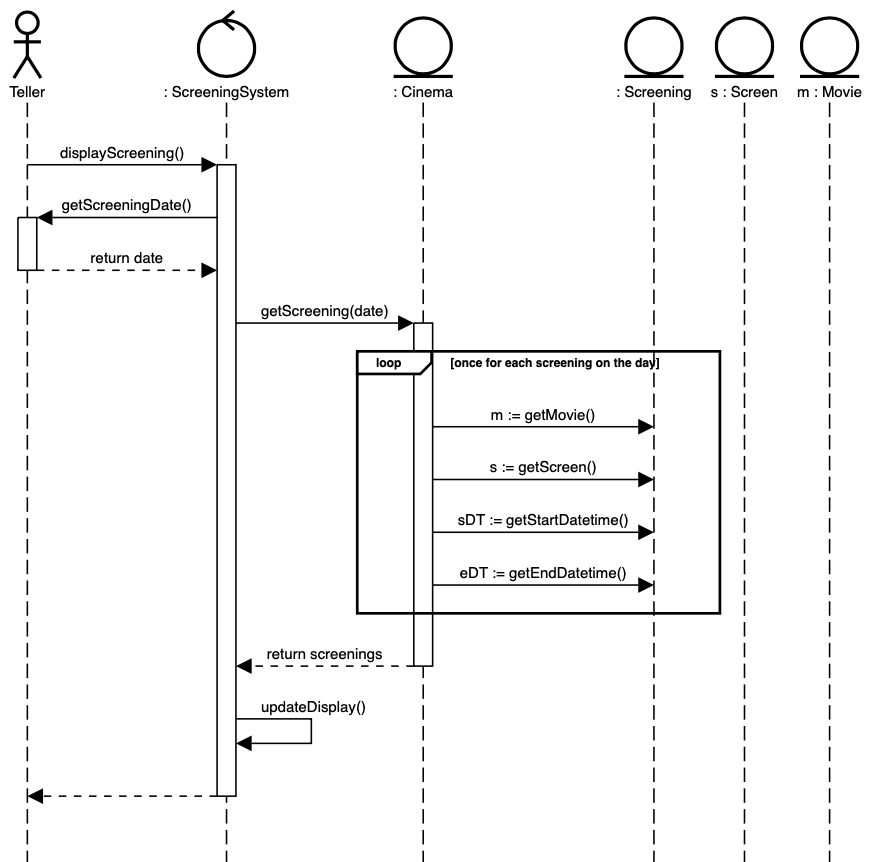 Teller
: ScreeningSystem
: Cinema
: Screening
s : Screen
m : Movie
displayScreening()
getScreeningDate()
return date
getScreening(date)
loop
[once for each screening on the day]
m := getMovie()
s := getScreen()
sDT := getStartDatetime()
eDT := getEndDatetime()
return screenings
updateDisplay()